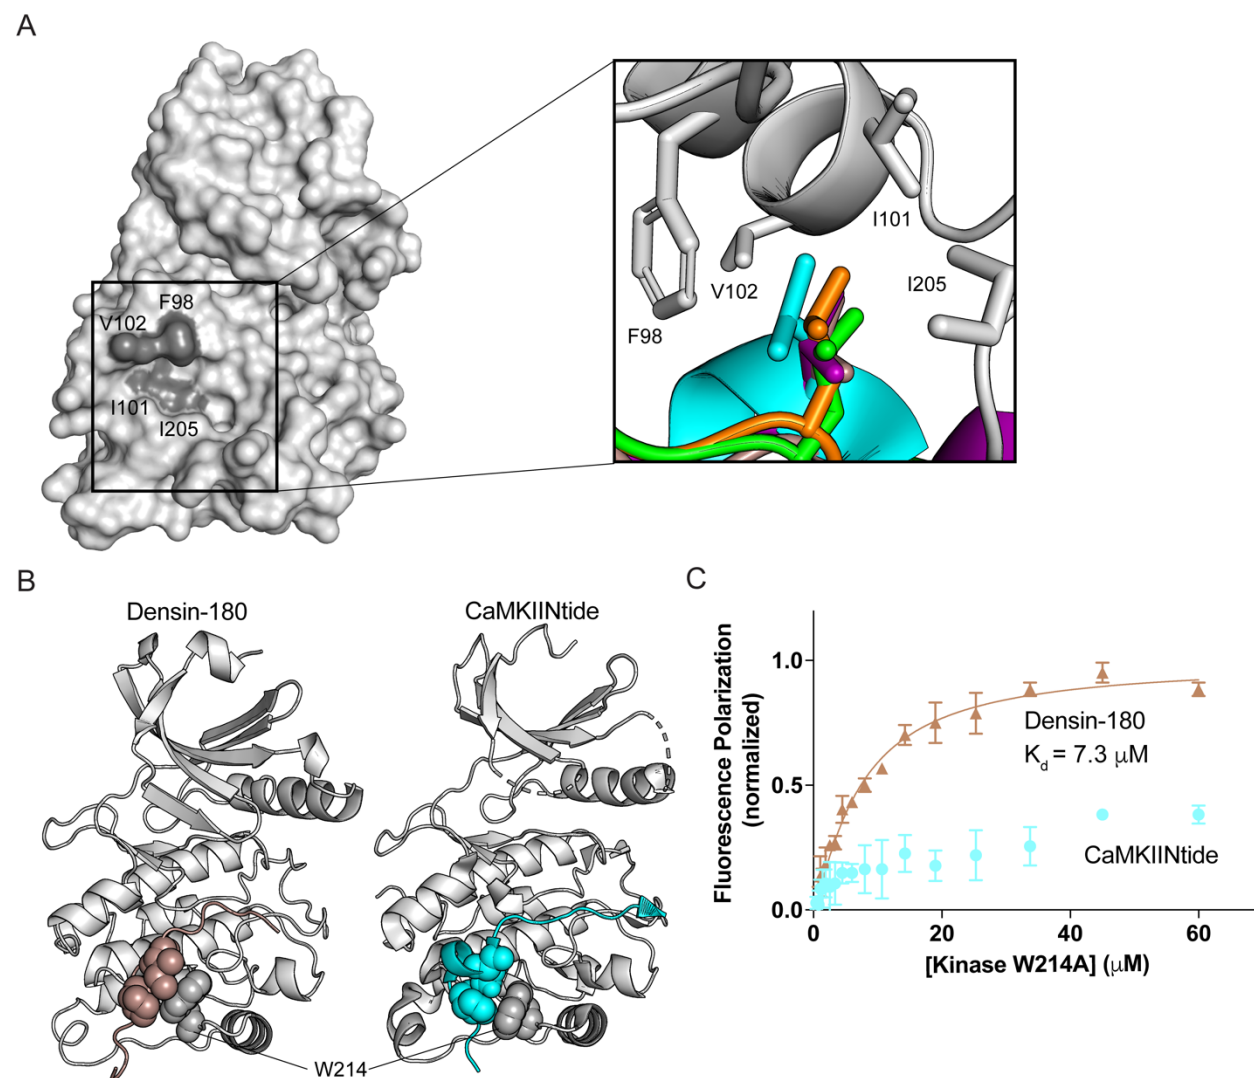 A
F98
V102
I101
I205
I101
V102
I205
F98
B
Densin-180
CaMKIINtide
W214
C
Fluorescence Polarization
(normalized)
1.0
0.5
0.0
Densin-180
Kd = 7.3 μM
CaMKIINtide
0
20
40
60
[Kinase W214A] (μM)